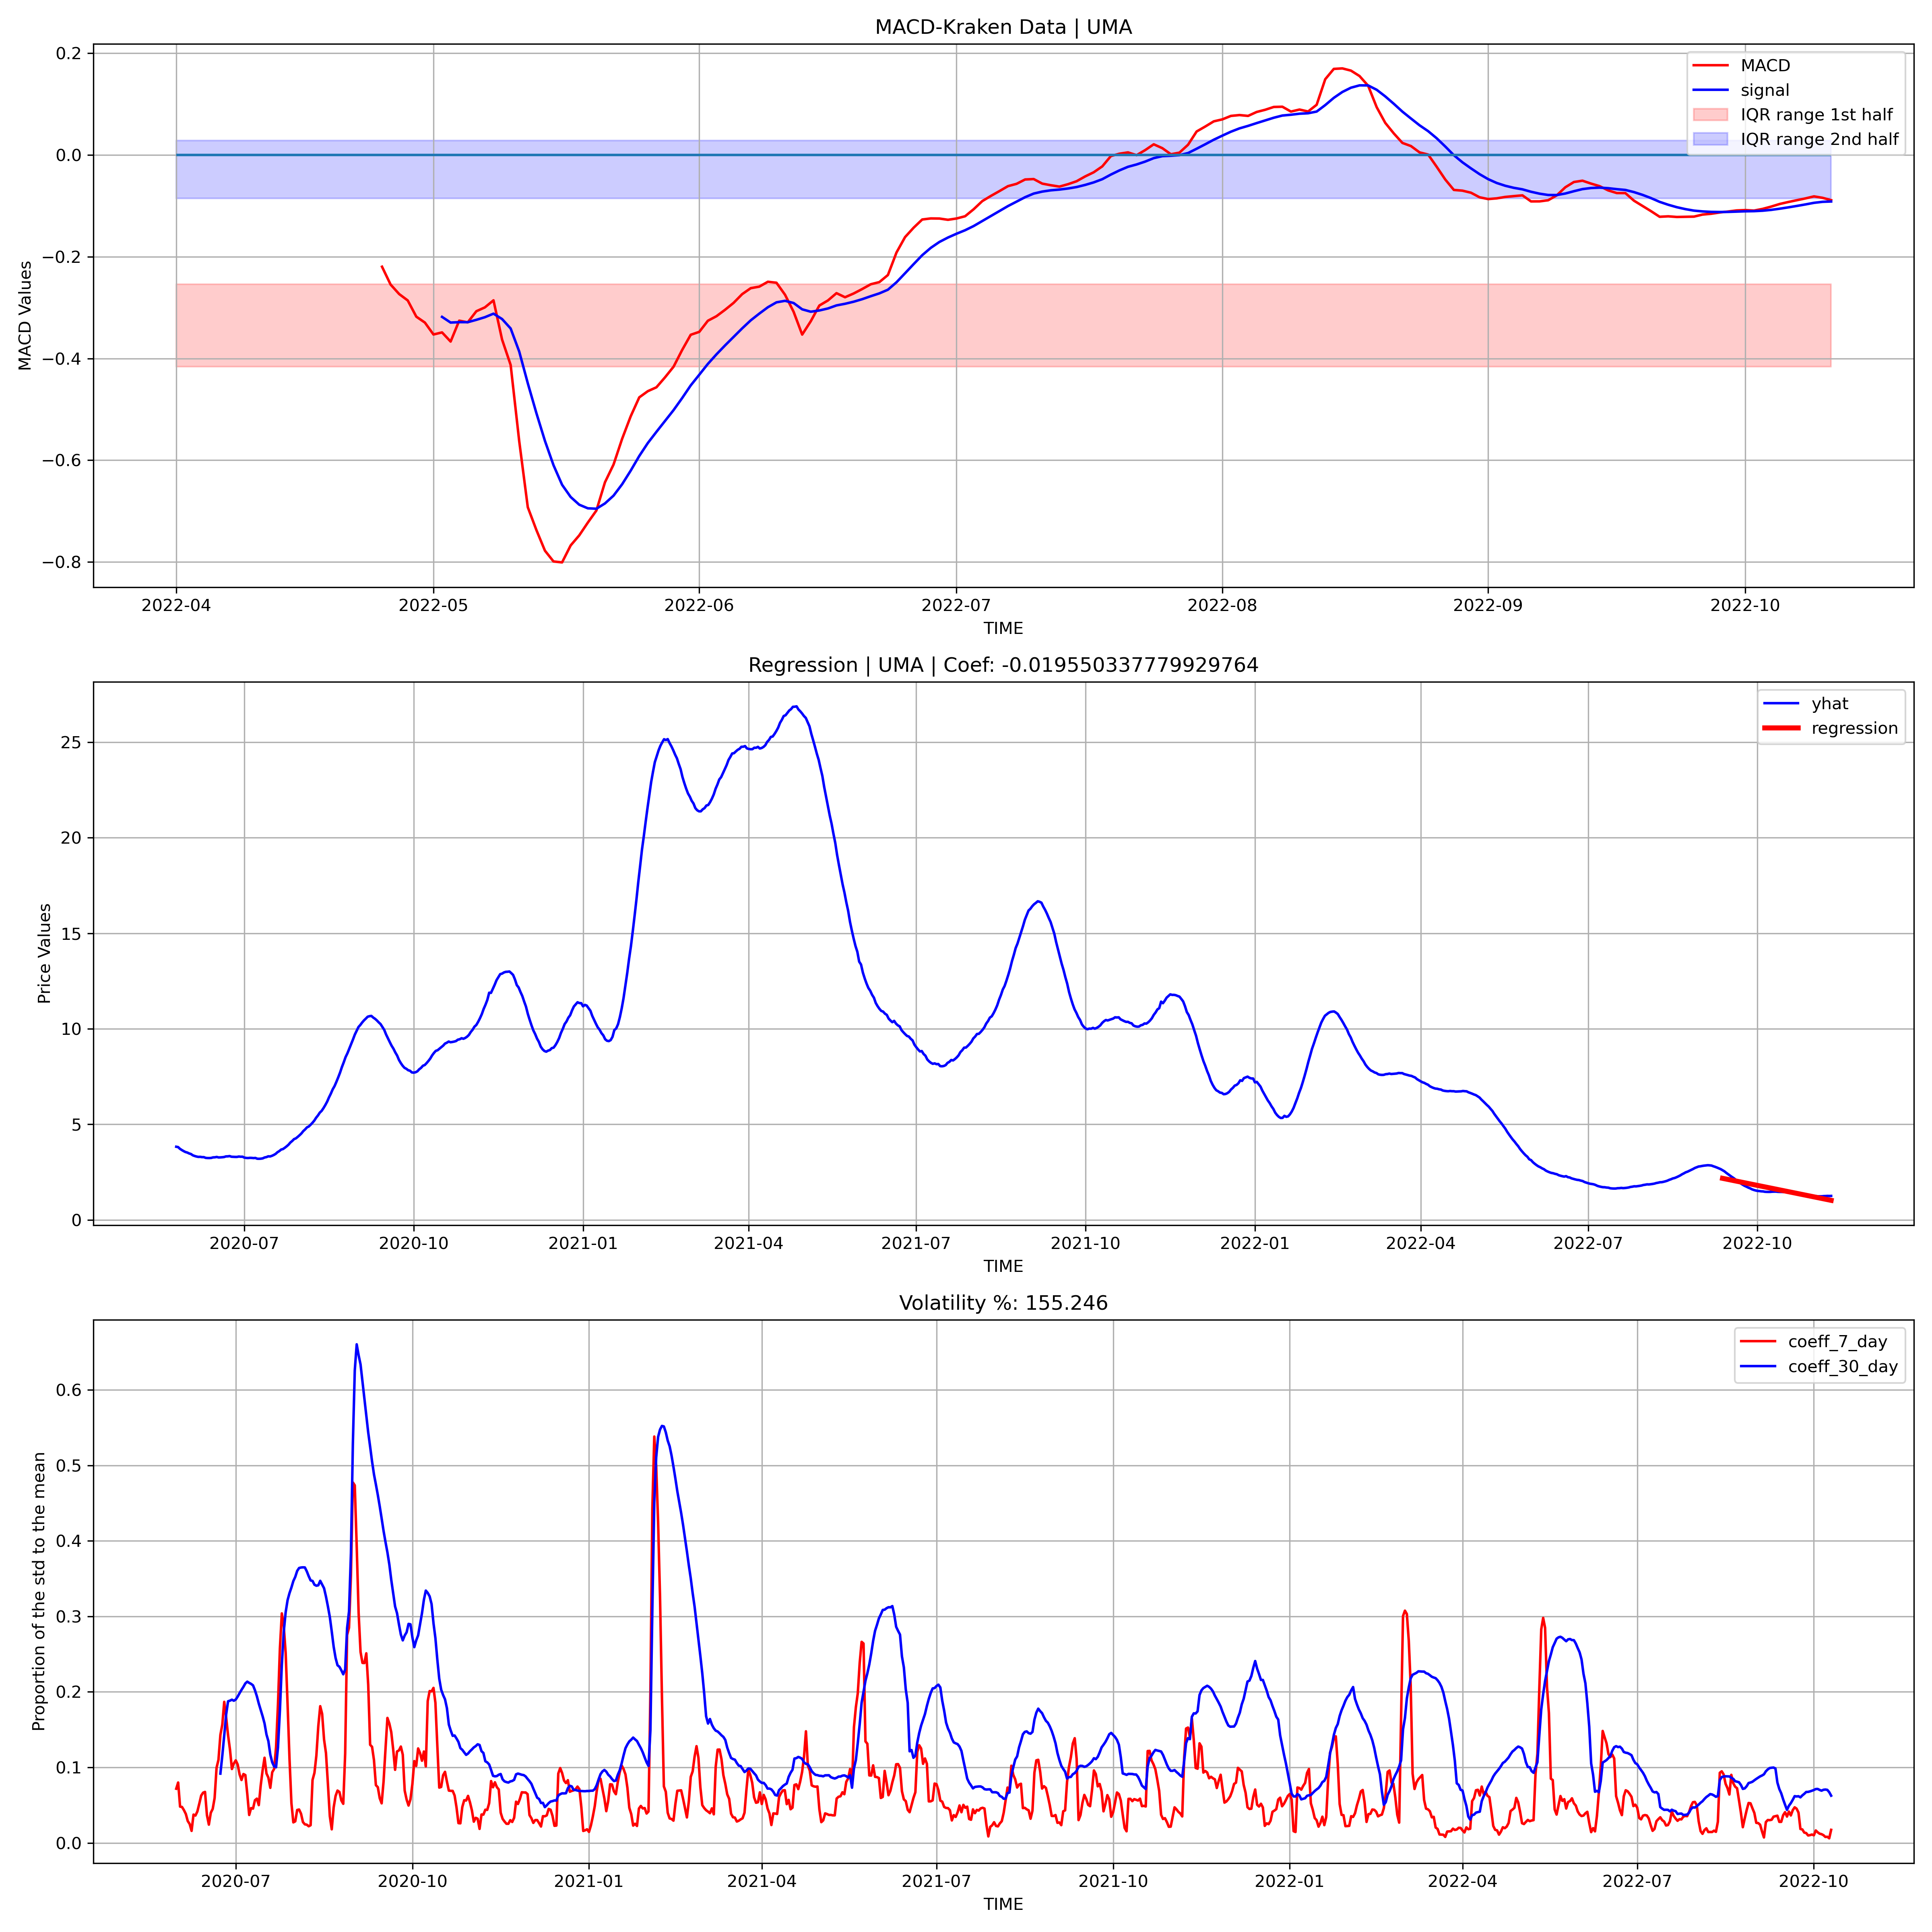 MACD-Kraken Data | UMA
0.2
0.0
−0.2
−0.4
−0.6
−0.8
MACD Values
MACD
signal
IQR range 1st half
IQR range 2nd half
2022-04 2022-05 2022-06 2022-07 2022-08 2022-09 2022-10
TIME
Regression | UMA | Coef: -0.019550337779929764
25
20
15
10
5
0
Price Values
yhat
regression
2020-07 2020-10 2021-01 2021-04 2021-07 2021-10 2022-01 2022-04 2022-07 2022-10
TIME
Volatility %: 155.246
0.6
0.5
0.4
0.3
0.2
0.1
0.0
Proportion of the std to the mean
coeff_7_day
coeff_30_day
2020-07 2020-10 2021-01 2021-04 2021-07 2021-10 2022-01 2022-04 2022-07 2022-10
TIME